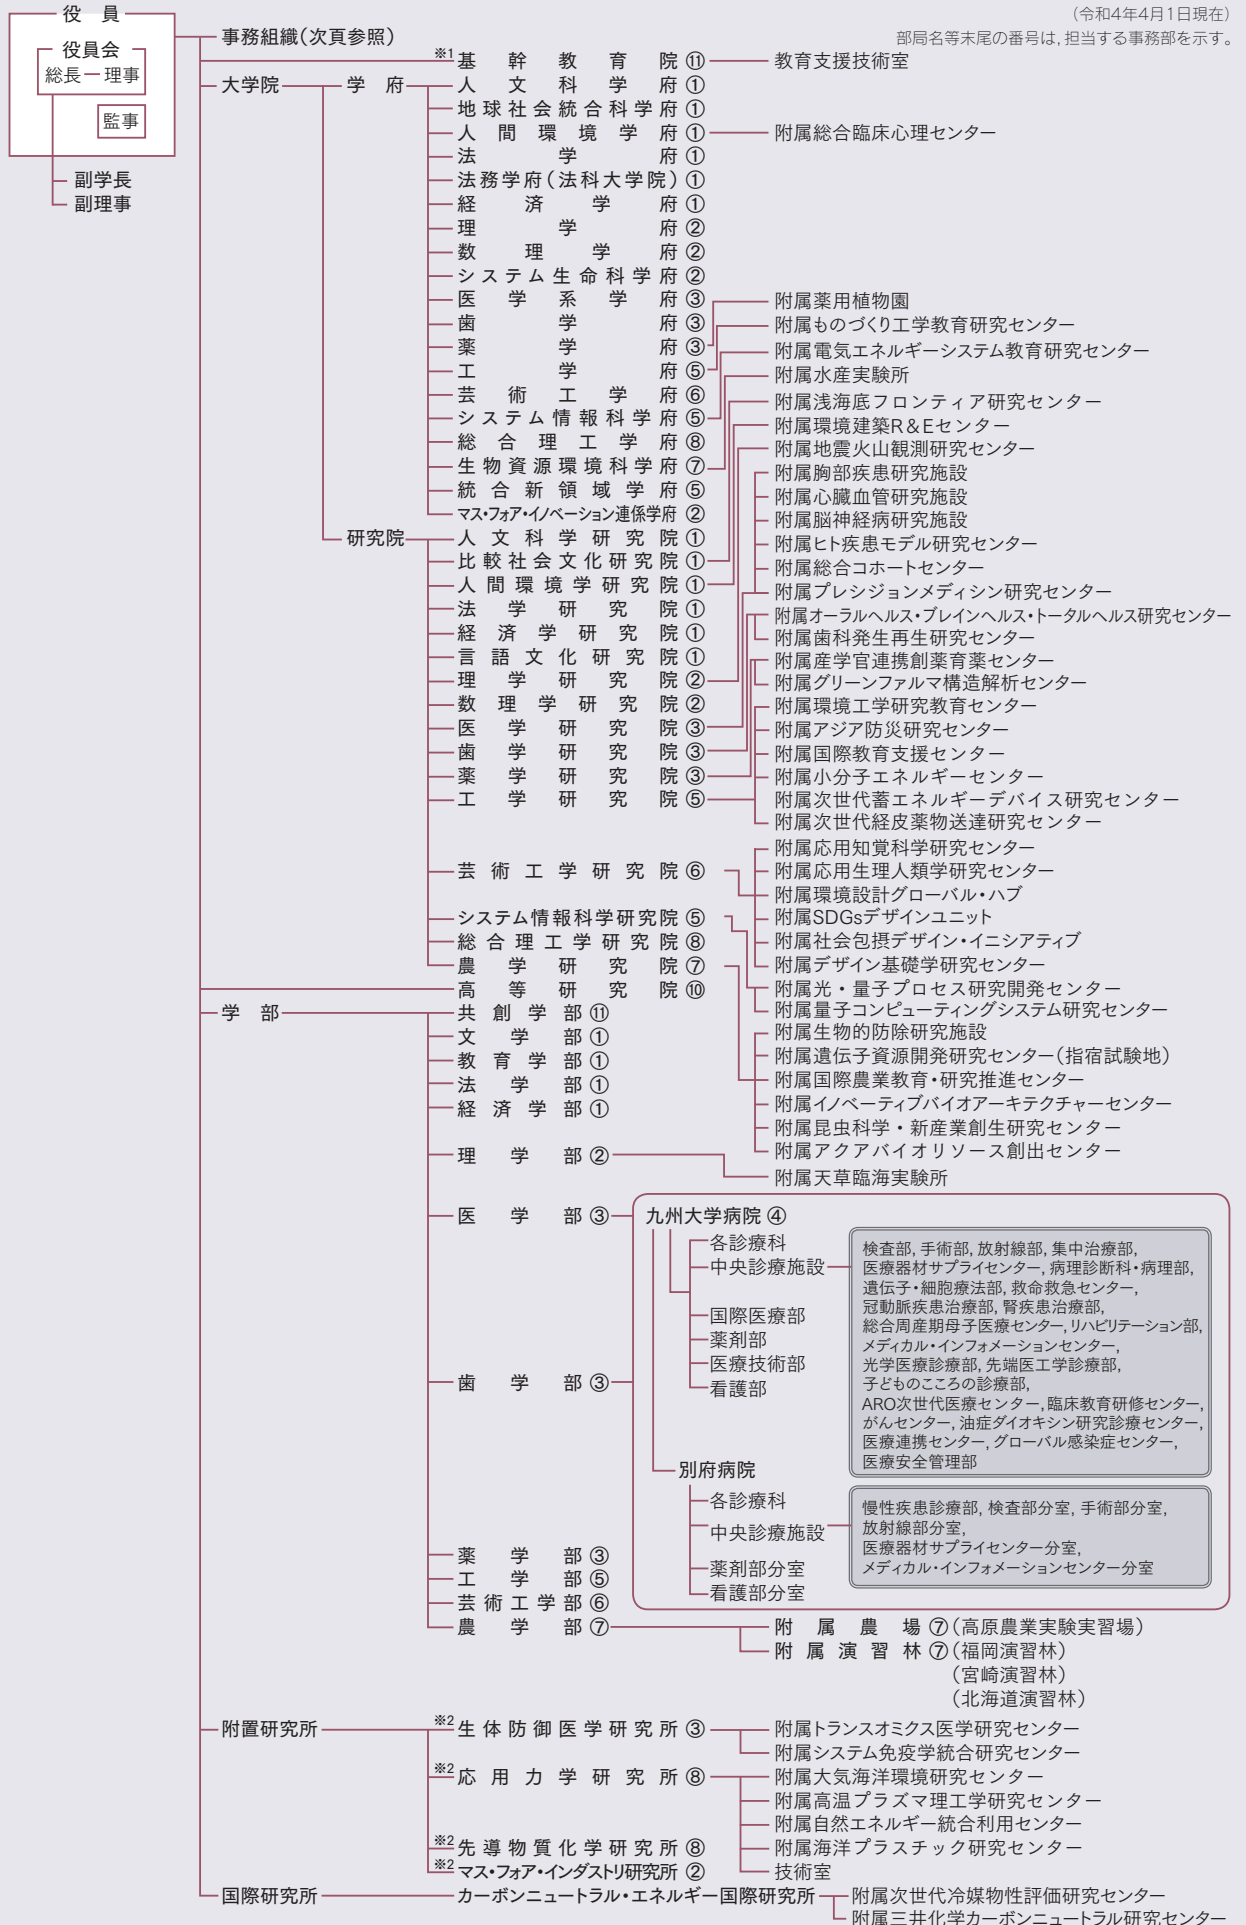 (令和4年4月1日現在)
部局名等末尾の番号は,担当する事務部を示す。
役員
役員会
総長 理事
監事
副学長
副理事
事務組織(次頁参照)
※1 基幹教育院⑪ 教育支援技術室
大学院 学府 人文科学府①
地球社会統合科学府①
人間環境学府① 附属総合臨床心理センター
法学府①
法務学府(法科大学院)①
経済学府①
理学府②
数理学府②
システム生命科学府②
医学系学府③
歯学府③
薬学府③
工学府⑤
芸術工学府⑥
システム情報科学府⑤
総合理工学府⑧
生物資源環境科学府⑦
統合新領域学府⑤
マス・フォア・イノベーション連係学府②
附属薬用植物園
附属ものづくり工学教育研究センター
附属電気エネルギーシステム教育研究センター
附属水産実験所
研究院 人文科学研究院①
比較社会文化研究院①
人間環境学研究院①
法学研究院①
経済学研究院①
言語文化研究院①
理学研究院②
数理学研究院②
医学研究院③
歯学研究院③
薬学研究院③
工学研究院⑤
芸術工学研究院⑥
システム情報科学研究院⑤
総合理工学研究院⑧
農学研究院⑦
附属浅海底フロンティア研究センター
附属環境建築R&Eセンター
附属地震火山観測研究センター
附属胸部疾患研究施設
附属心臓血管研究施設
附属脳神経病研究施設
附属ヒト疾患モデル研究センター
附属総合コホートセンター
附属プレシジョンメディシン研究センター
附属オーラルヘルス・ブレインヘルス・トータルヘルス研究センター
附属歯科発生再生研究センター
附属産学官連携創薬育薬センター
附属グリーンファルマ構造解析センター
附属環境工学研究教育センター
附属アジア防災研究センター
附属国際教育支援センター
附属小分子エネルギーセンター
附属次世代蓄エネルギーデバイス研究センター
附属次世代経皮薬物送達研究センター
附属応用知覚科学研究センター
附属応用生理人類学研究センター
附属環境設計グローバル・ハブ
附属SDGsデザインユニット
附属社会包摂デザイン・イニシアティブ
附属デザイン基礎学研究センター
附属光・量子プロセス研究開発センター
附属量子コンピューティングシステム研究センター
附属生物的防除研究施設
附属遺伝子資源開発研究センター(指宿試験地)
附属国際農業教育・研究推進センター
附属イノベーティブバイオアーキテクチャーセンター
附属昆虫科学・新産業創生研究センター
附属アクアバイオリソース創出センター
高等研究院⑩
学部 共創学部⑪
文学部①
教育学部①
法学部①
経済学部①
理学部② 附属天草臨海実験所
医学部③
歯学部③
九州大学病院④
各診療科
中央診療施設
検査部, 手術部, 放射線部, 集中治療部,
医療器材サプライセンター, 病理診断科・病理部,
遺伝子・細胞療法部, 救命救急センター,
冠動脈疾患治療部, 腎疾患治療部,
総合周産期母子医療センター, リハビリテーション部,
メディカル・インフォメーションセンター,
光学医療診療部, 先端医工学診療部,
子どものこころの診療部,
ARO次世代医療センター, 臨床教育研修センター,
がんセンター, 油症ダイオキシン研究診療センター,
医療連携センター, グローバル感染症センター,
医療安全管理部
国際医療部
薬剤部
医療技術部
看護部
別府病院
各診療科
中央診療施設
慢性疾患診療部, 検査部分室, 手術部分室,
放射線部分室,
医療器材サプライセンター分室,
メディカル・インフォメーションセンター分室
薬剤部分室
看護部分室
薬学部③
工学部⑤
芸術工学部⑥
農学部⑦ 附属農場⑦(高原農業実験実習場)
附属演習林⑦(福岡演習林)
(宮崎演習林)
(北海道演習林)
附置研究所 ※2 生体防御医学研究所③ 附属トランスオミクス医学研究センター
附属システム免疫学統合研究センター
※2 応用力学研究所⑧ 附属大気海洋環境研究センター
附属高温プラズマ理工学研究センター
附属自然エネルギー統合利用センター
※2 先導物質化学研究所⑧ 附属海洋プラスチック研究センター
※2 マス・フォア・インダストリ研究所② 技術室
国際研究所 カーボンニュートラル・エネルギー国際研究所 附属次世代冷媒物性評価研究センター
附属三井化学カーボンニュートラル研究センター